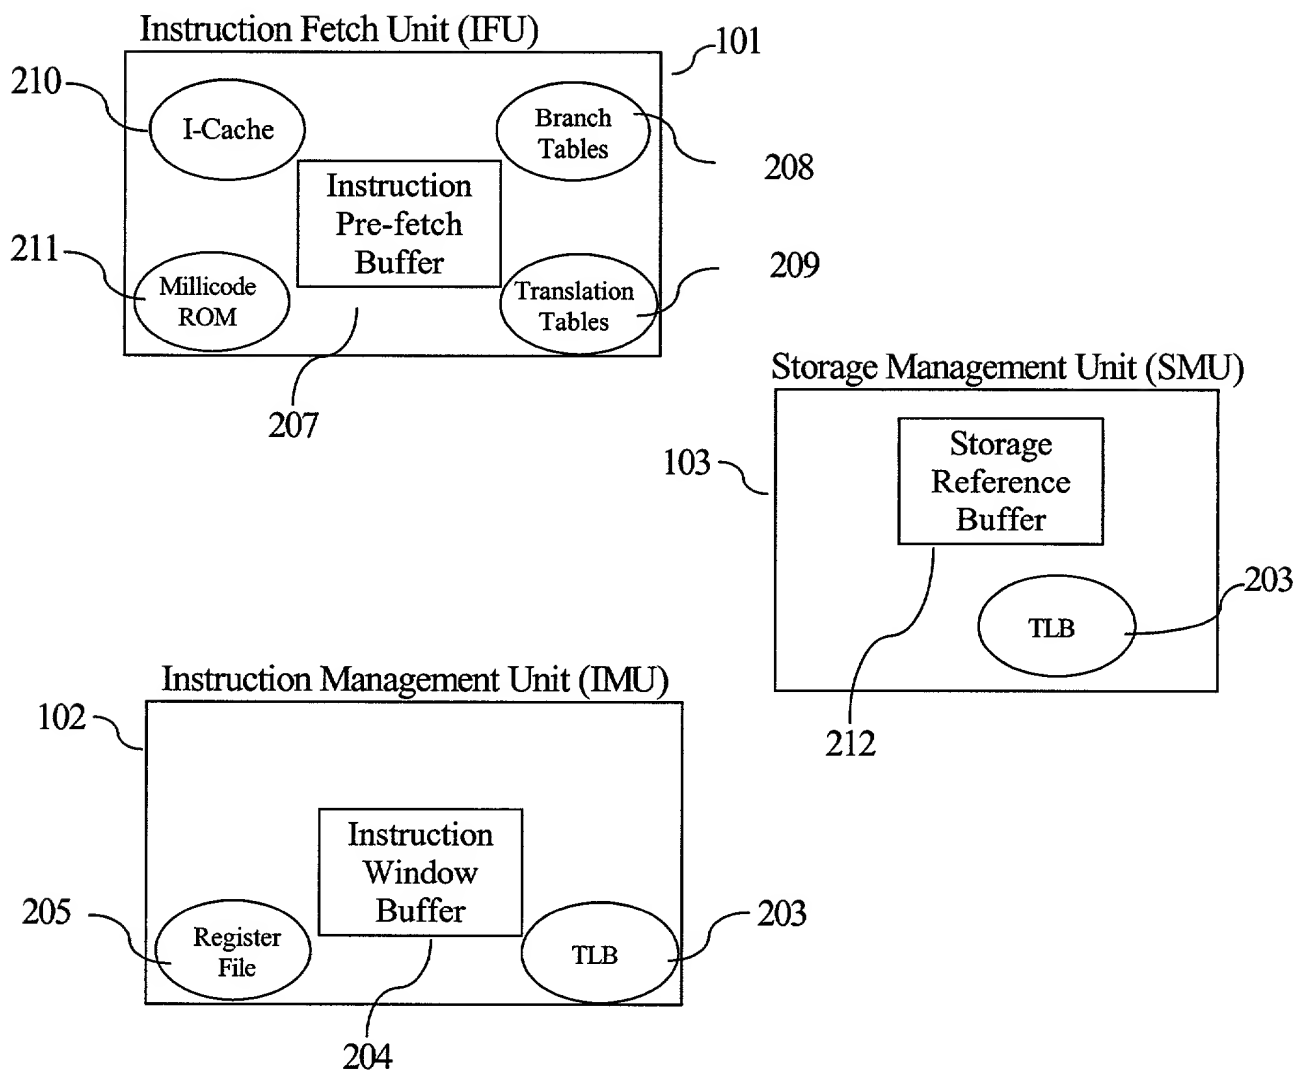 Instruction Fetch Unit (IFU)
101
210
I-Cache
Branch
Tables
208
Instruction
Pre-fetch
Buffer
211
Millicode
ROM
Translation
Tables
209
207
Storage Management Unit (SMU)
103
Storage
Reference
Buffer
203
TLB
212
Instruction Management Unit (IMU)
102
Instruction
Window
Buffer
205
Register
File
TLB
203
204